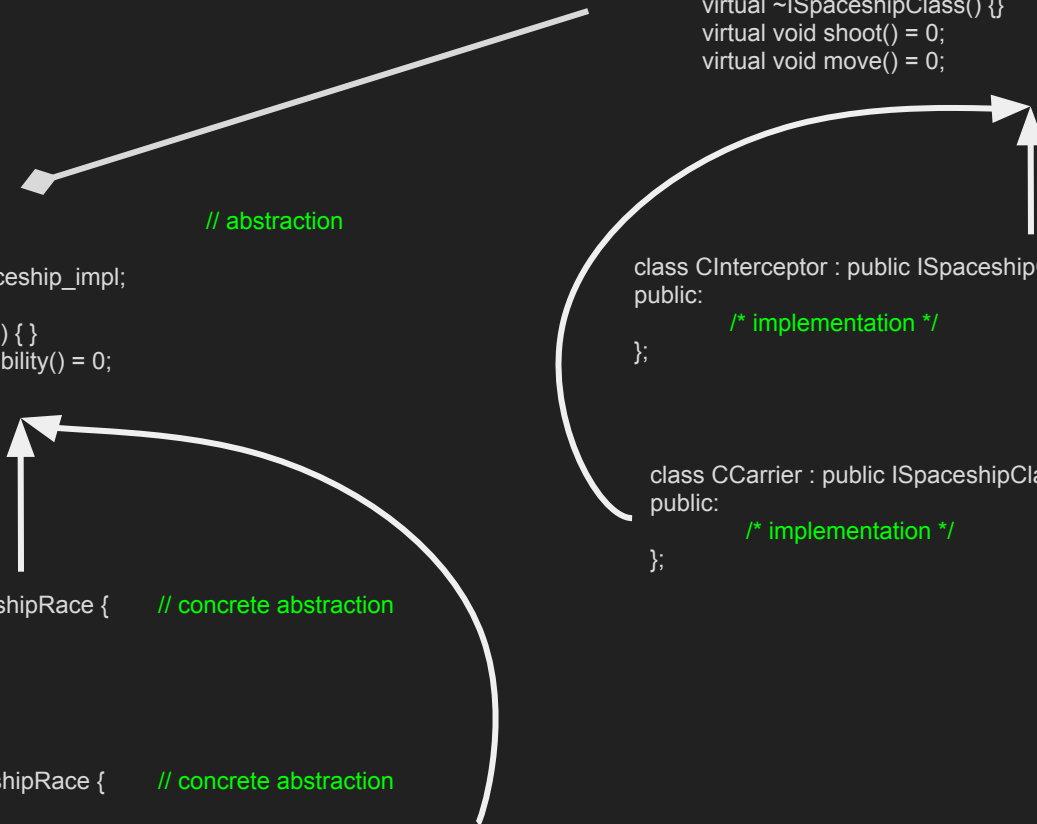 virtual ~ISpaceshipClass() {}
virtual void shoot() = 0;
virtual void move() = 0;
// abstraction
ceship_impl;
) { }
bility() = 0;
class CInterceptor : public ISpaceship
public:
/* implementation */
};
class CCarrier : public ISpaceshipCla
public:
/* implementation */
};
shipRace { // concrete abstraction
shipRace { // concrete abstraction